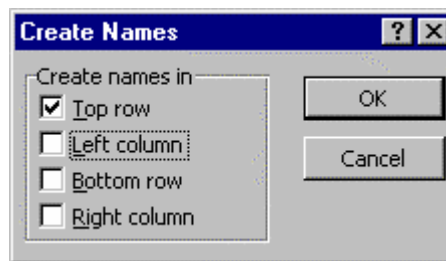 Create Names
Create names in
Top row
Left column
Bottom row
Right column
OK
Cancel